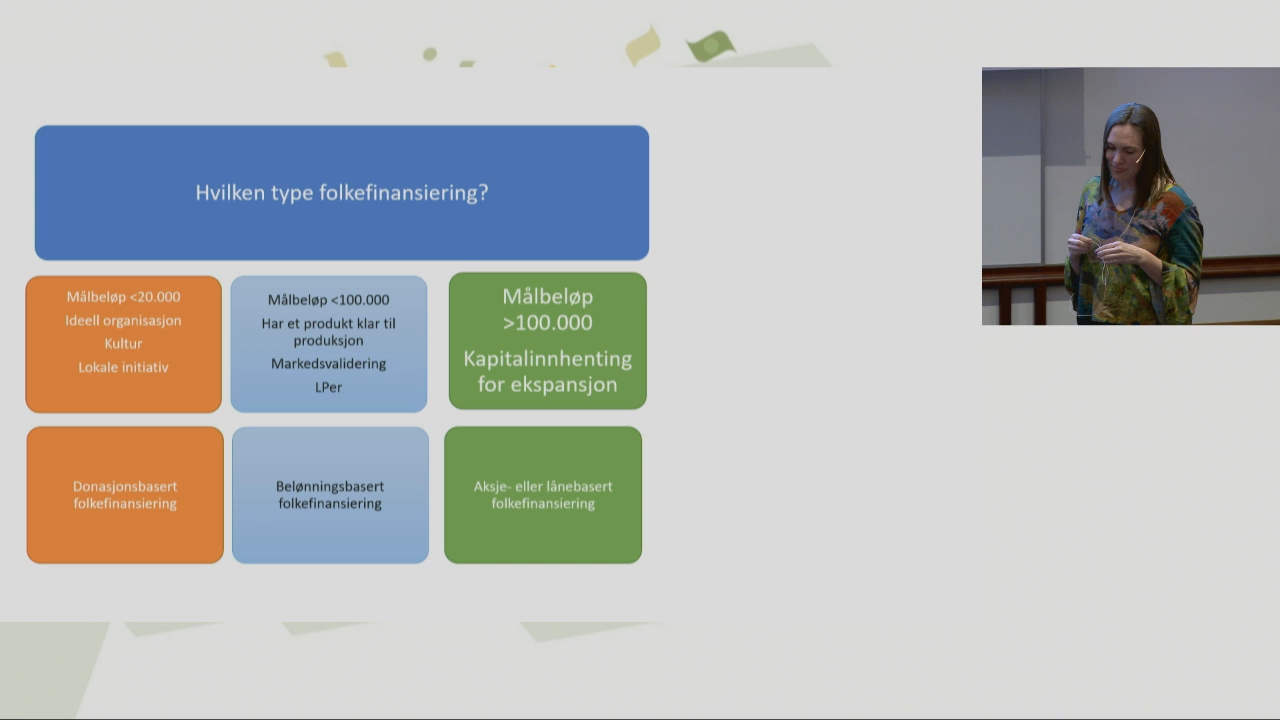 Hvilken type folkefinansiering?
Målbeløp <20.000
Ideell organisasjon
Kultur
Lokale initiativ
Målbeløp <100.000
Har et produkt klar til
produksjon
Markedsvalidering
LPer
Målbeløp
>100.000
Kapitalinnhenting
for ekspansjon
Donasjonsbasert
folkefinansiering
Belønningsbasert
folkefinansiering
Aksje- eller lånebasert
folkefinansiering